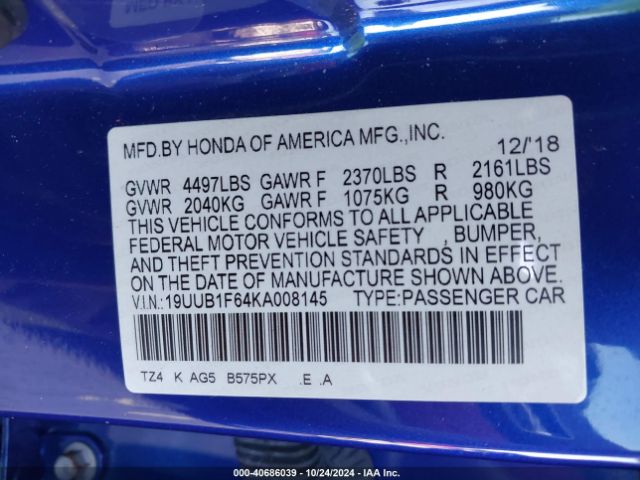 MFD.BY HONDA OF AMERICA MFG.,INC. 12/'18
GVWR 4497LBS GAWR F 2370LBS R 2161LBS
GVWR 2040KG GAWR F 1075KG R 980KG
THIS VEHICLE CONFORMS TO ALL APPLICABLE
FEDERAL MOTOR VEHICLE SAFETY , BUMPER,
AND THEFT PREVENTION STANDARDS IN EFFECT
ON THE DATE OF MANUFACTURE SHOWN ABOVE.
V.I.N.:19UUB1F64KA008145 TYPE:PASSENGER CAR
TZ4 K AG5 B575PX .E .A
000-40686039 - 10/24/2024 - IAA Inc.